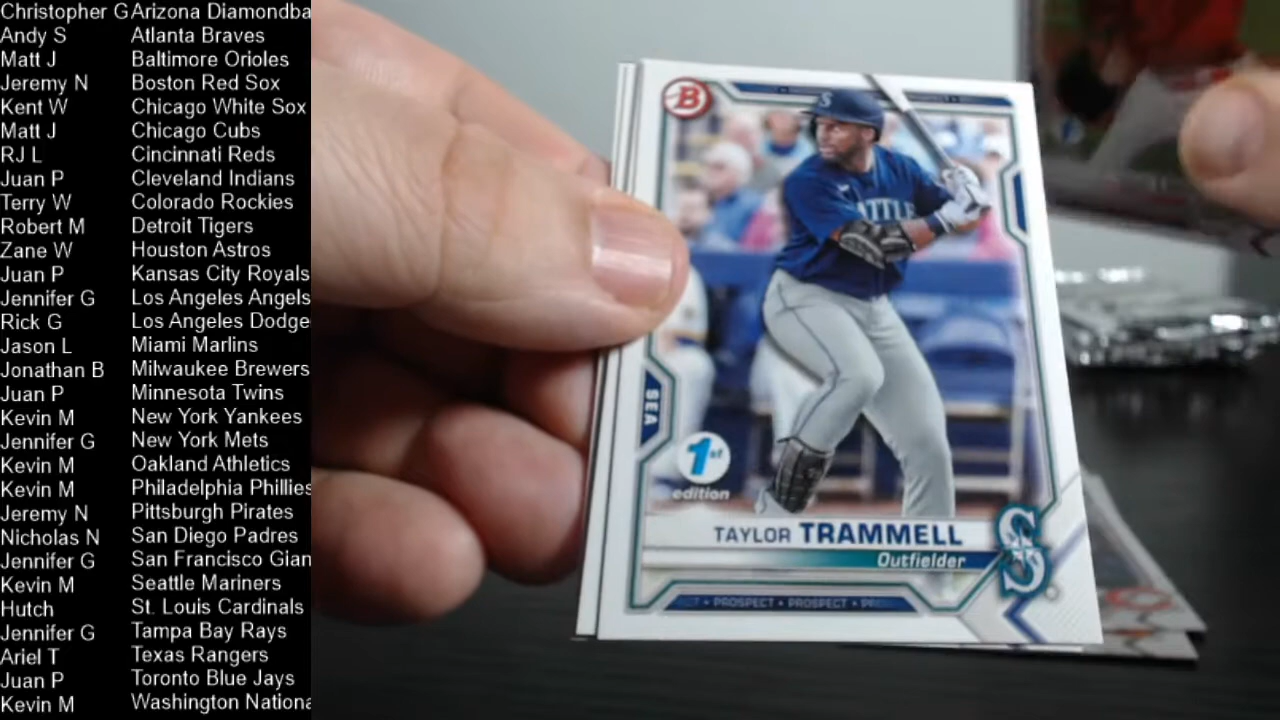 Christopher G Arizona Diamondba
Andy S Atlanta Braves
Matt J Baltimore Orioles
Jeremy N Boston Red Sox
Kent W Chicago White Sox
Matt J Chicago Cubs
RJ L Cincinnati Reds
Juan P Cleveland Indians
Terry W Colorado Rockies
Robert M Detroit Tigers
Zane W Houston Astros
Juan P Kansas City Royals
Jennifer G Los Angeles Angels
Rick G Los Angeles Dodge
Jason L Miami Marlins
Jonathan B Milwaukee Brewers
Juan P Minnesota Twins
Kevin M New York Yankees
Jennifer G New York Mets
Kevin M Oakland Athletics
Kevin M Philadelphia Phillies
Jeremy N Pittsburgh Pirates
Nicholas N San Diego Padres
Jennifer G San Francisco Gian
Kevin M Seattle Mariners
Hutch St. Louis Cardinals
Jennifer G Tampa Bay Rays
Ariel T Texas Rangers
Juan P Toronto Blue Jays
Kevin M Washington Nationa
B
S
ATTLE
SEA
1st
edition
TAYLOR TRAMMELL
Outfielder
S
CT • PROSPECT • PROSPECT • PR